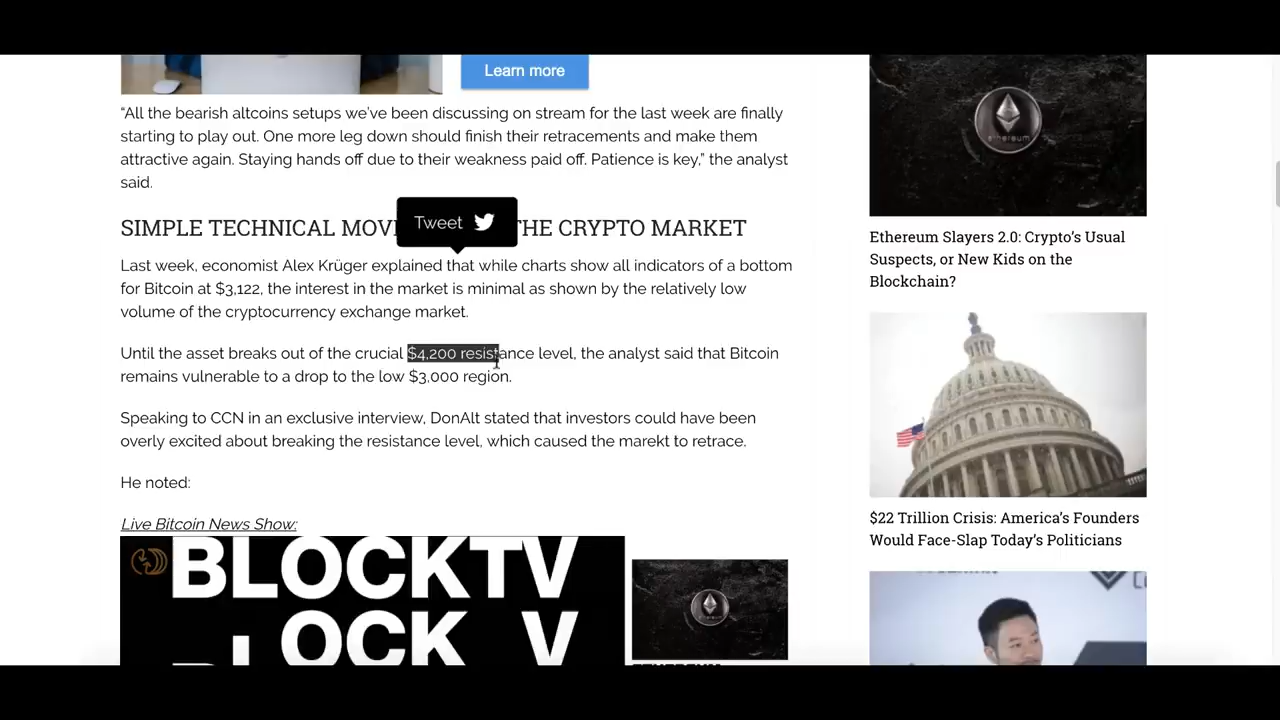 Learn more
“All the bearish altcoins setups we’ve been discussing on stream for the last week are finally
starting to play out. One more leg down should finish their retracements and make them
attractive again. Staying hands off due to their weakness paid off. Patience is key,” the analyst
said.
Tweet
SIMPLE TECHNICAL MOVE THE CRYPTO MARKET
Last week, economist Alex Krüger explained that while charts show all indicators of a bottom
for Bitcoin at $3,122, the interest in the market is minimal as shown by the relatively low
volume of the cryptocurrency exchange market.
Until the asset breaks out of the crucial $4,200 resistance level, the analyst said that Bitcoin
remains vulnerable to a drop to the low $3,000 region.
Speaking to CCN in an exclusive interview, DonAlt stated that investors could have been
overly excited about breaking the resistance level, which caused the marekt to retrace.
He noted:
Live Bitcoin News Show:
BLOCKTV
LOCK V
ethereum
Ethereum Slayers 2.0: Crypto’s Usual
Suspects, or New Kids on the
Blockchain?
$22 Trillion Crisis: America’s Founders
Would Face-Slap Today’s Politicians